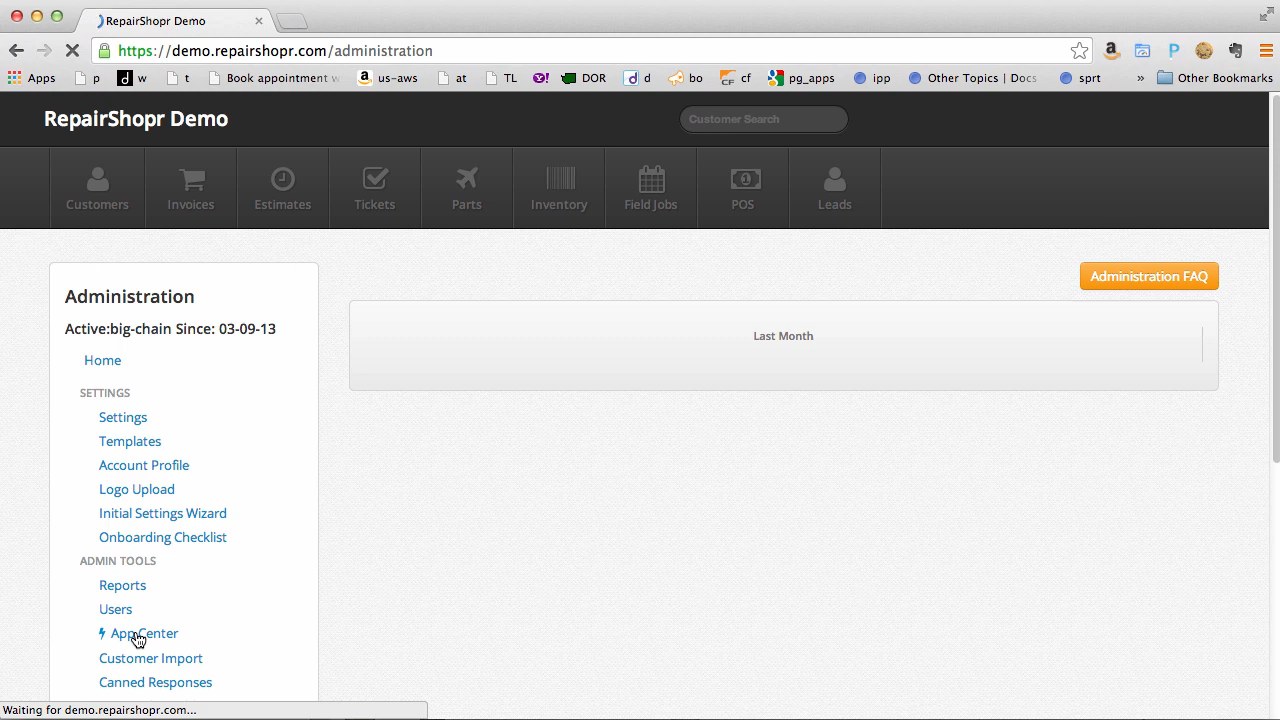 RepairShopr Demo
https://demo.repairshopr.com/administration
Apps p w t Book appointment w us-aws at TL DOR d bo cf pg_apps ipp Other Topics | Docs sprt » Other Bookmarks
RepairShopr Demo
Customer Search
Customers Invoices Estimates Tickets Parts Inventory Field Jobs POS Leads
Administration FAQ
Administration
Active:big-chain Since: 03-09-13
Last Month
Home
SETTINGS
Settings
Templates
Account Profile
Logo Upload
Initial Settings Wizard
Onboarding Checklist
ADMIN TOOLS
Reports
Users
App Center
Customer Import
Canned Responses
Waiting for demo.repairshopr.com...